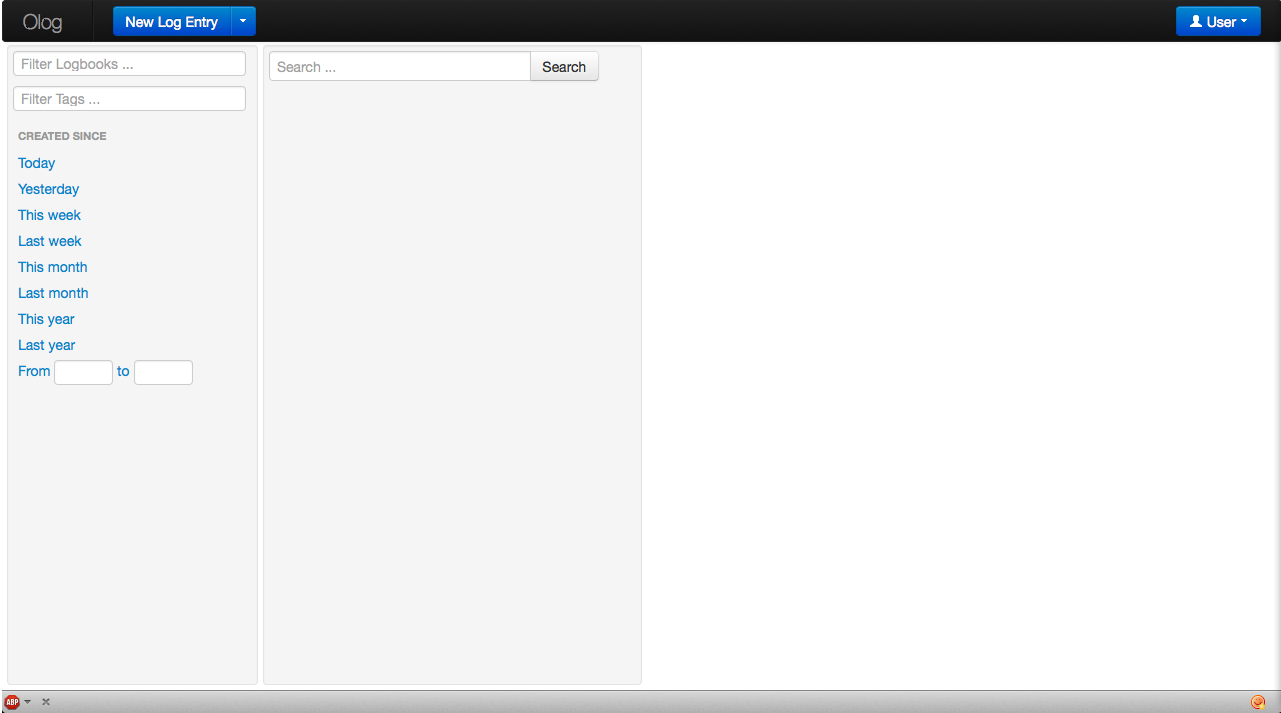 Olog
New Log Entry
User
Filter Logbooks ...
Filter Tags ...
CREATED SINCE
Today
Yesterday
This week
Last week
This month
Last month
This year
Last year
From to
Search ...
Search
ABP